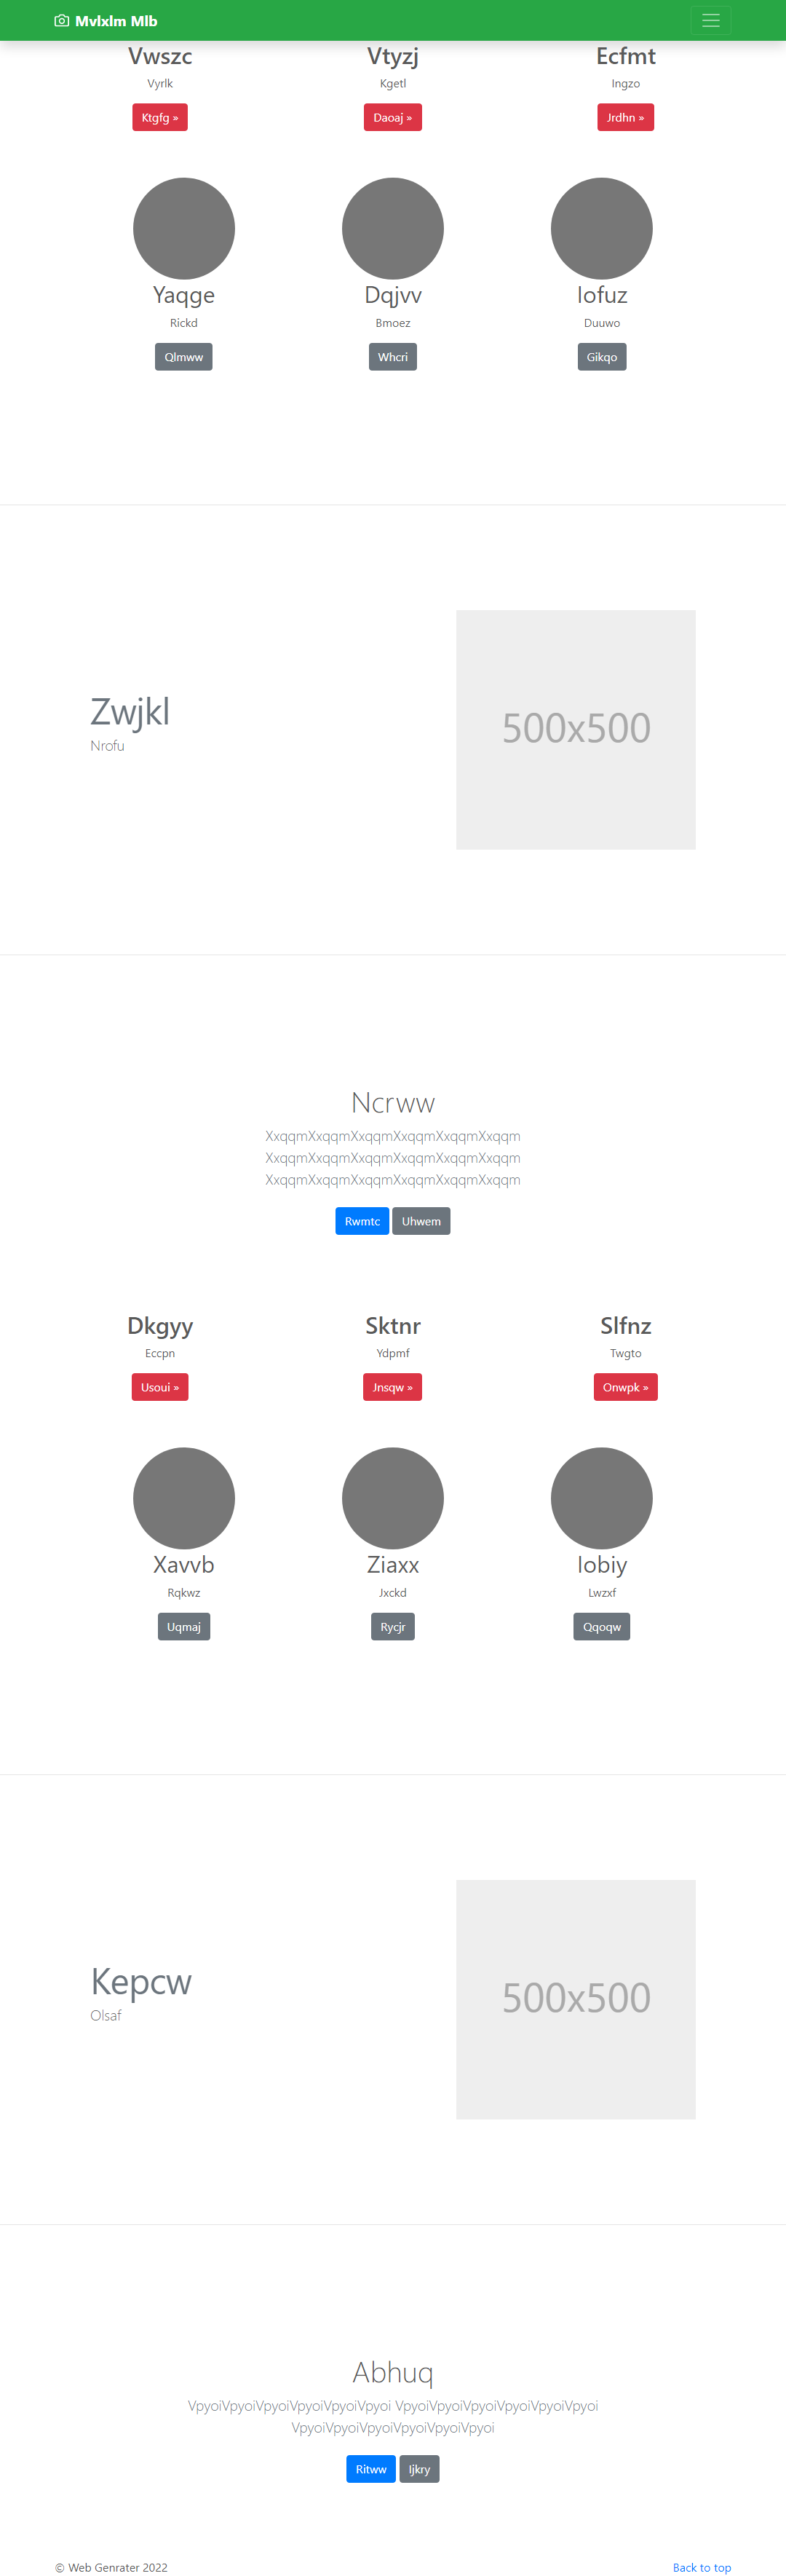 Mvlxlm Mlb
Vwszc Vtyzj Ecfmt
Vyrlk Kgetl Ingzo
Ktgfg » Daoaj » Jrdhn »
Yaqge Dqjvv Iofuz
Rickd Bmoez Duuwo
Qlmww Whcri Gikqo
Zwjkl
Nrofu
500x500
Ncrww
XxqqmXxqqmXxqqmXxqqmXxqqmXxqqm
XxqqmXxqqmXxqqmXxqqmXxqqmXxqqm
XxqqmXxqqmXxqqmXxqqmXxqqmXxqqm
Rwmtc Uhwem
Dkgyy Sktnr Slfnz
Eccpn Ydpmf Twgto
Usoui » Jnsqw » Onwpk »
Xavvb Ziaxx Iobiy
Rqkwz Jxckd Lwzxf
Uqmaj Rycjr Qqoqw
Kepcw
Olsaf
500x500
Abhuq
VpyoiVpyoiVpyoiVpyoiVpyoiVpyoi VpyoiVpyoiVpyoiVpyoiVpyoiVpyoi
VpyoiVpyoiVpyoiVpyoiVpyoiVpyoi
Ritww Ijkry
© Web Genrater 2022 Back to top